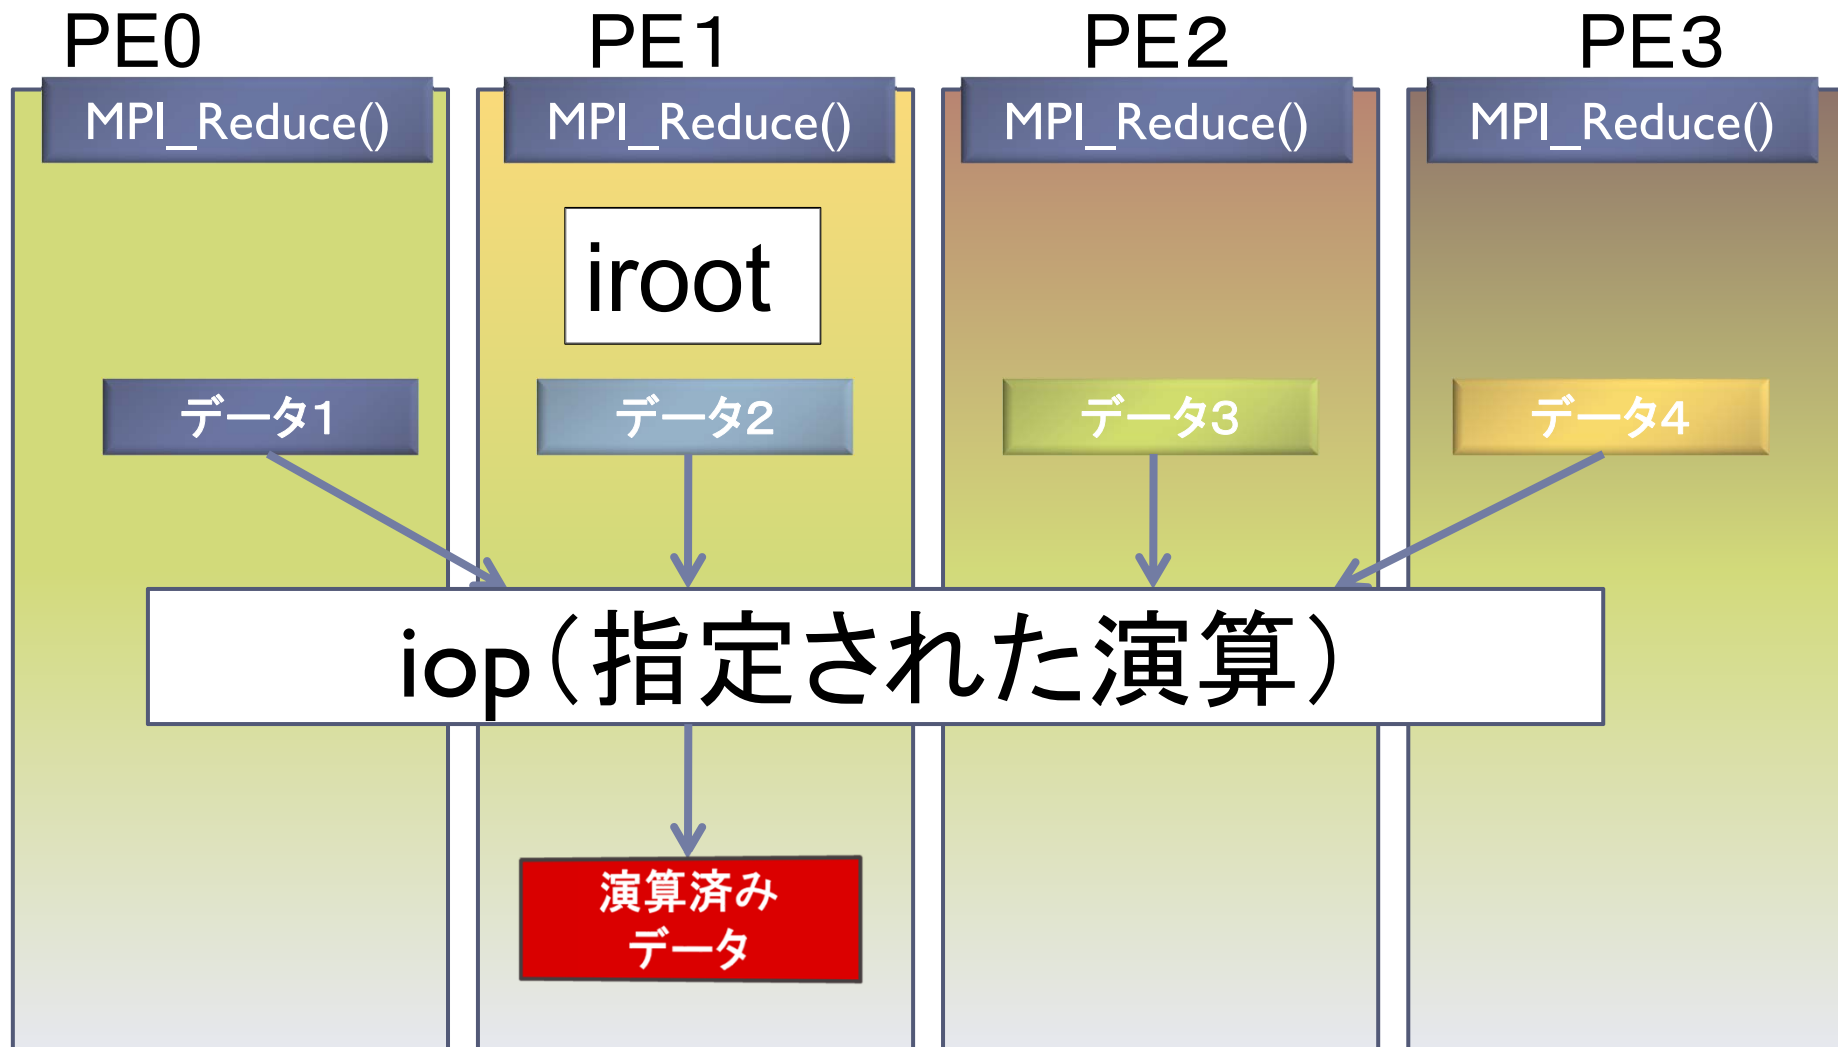 PE0
PE1
PE2
PE3
MPI_Reduce()
MPI_Reduce()
MPI_Reduce()
MPI_Reduce()
iroot
データ1
データ2
データ3
データ4
iop(指定された演算)
演算済み
データ